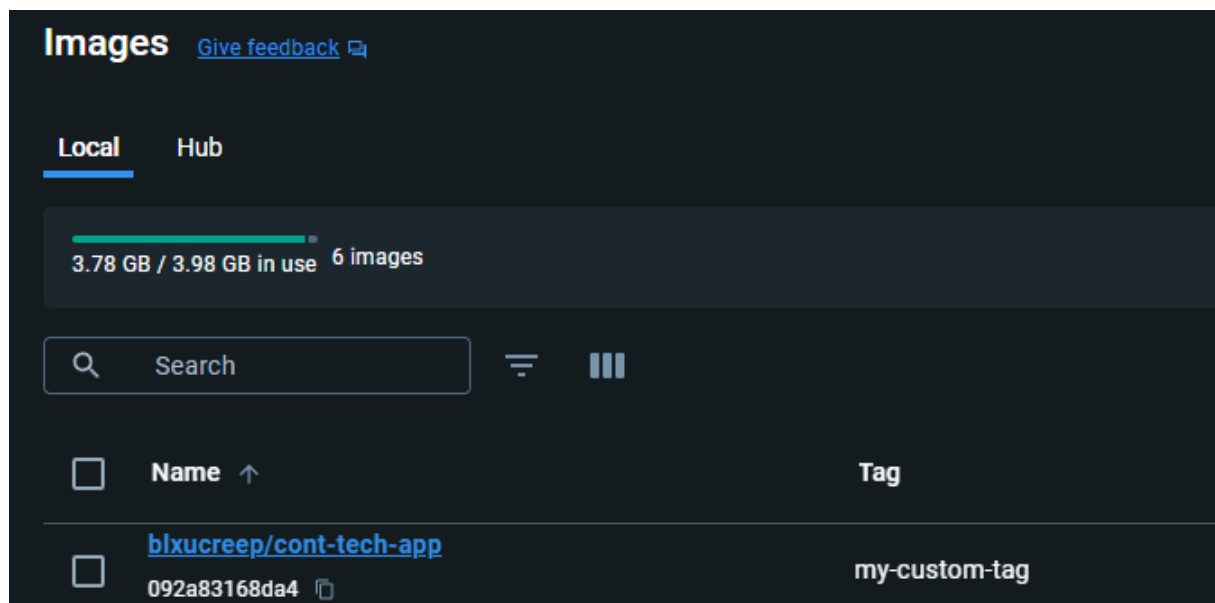 Images Give feedback
Local Hub
3.78 GB / 3.98 GB in use 6 images
Search
Name Tag
blxucreep/cont-tech-app
my-custom-tag
092a83168da4